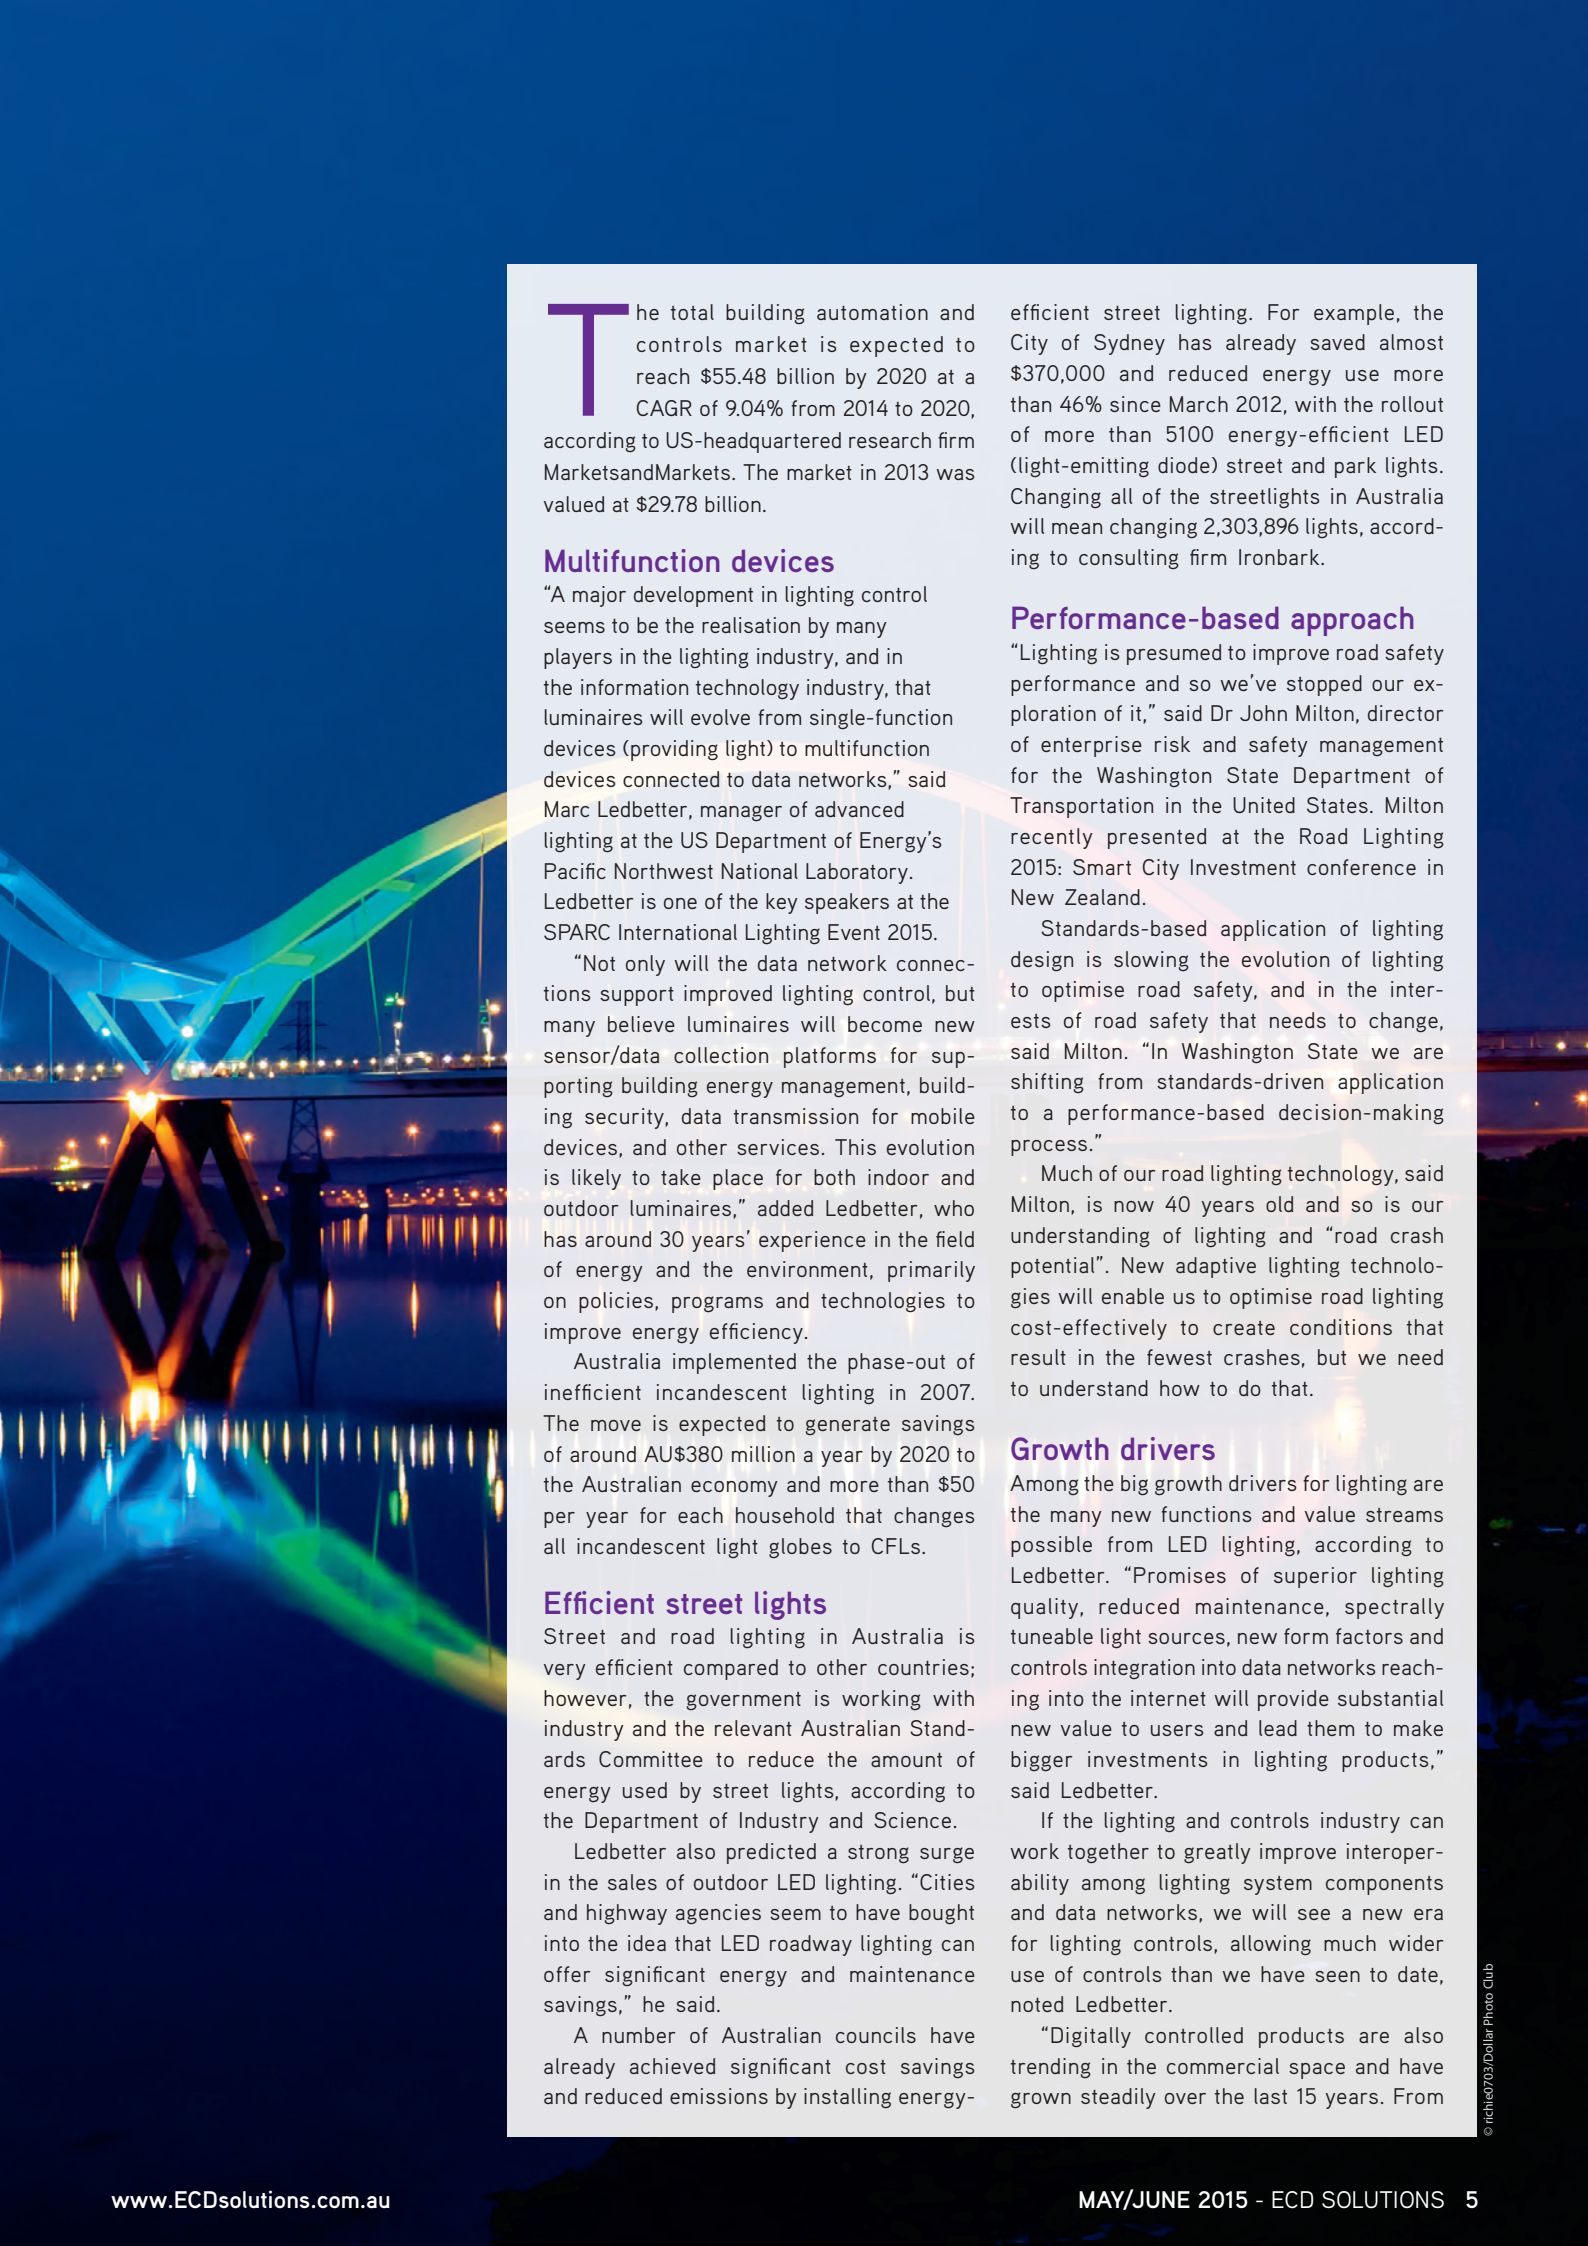 The total building automation and
controls market is expected to
reach $55.48 billion by 2020 at a
CAGR of 9.04% from 2014 to 2020,
according to US-headquartered research firm
MarketsandMarkets. The market in 2013 was
valued at $29.78 billion.
Multifunction devices
“A major development in lighting control
seems to be the realisation by many
players in the lighting industry, and in
the information technology industry, that
luminaires will evolve from single-function
devices (providing light) to multifunction
devices connected to data networks,” said
Marc Ledbetter, manager of advanced
lighting at the US Department of Energy’s
Pacific Northwest National Laboratory.
Ledbetter is one of the key speakers at the
SPARC International Lighting Event 2015.
“Not only will the data network connec-
tions support improved lighting control, but
many believe luminaires will become new
sensor/data collection platforms for sup-
porting building energy management, build-
ing security, data transmission for mobile
devices, and other services. This evolution
is likely to take place for both indoor and
outdoor luminaires,” added Ledbetter, who
has around 30 years’ experience in the field
of energy and the environment, primarily
on policies, programs and technologies to
improve energy efficiency.
Australia implemented the phase-out of
inefficient incandescent lighting in 2007.
The move is expected to generate savings
of around AU$380 million a year by 2020 to
the Australian economy and more than $50
per year for each household that changes
all incandescent light globes to CFLs.
Efficient street lights
Street and road lighting in Australia is
very efficient compared to other countries;
however, the government is working with
industry and the relevant Australian Stand-
ards Committee to reduce the amount of
energy used by street lights, according to
the Department of Industry and Science.
Ledbetter also predicted a strong surge
in the sales of outdoor LED lighting. “Cities
and highway agencies seem to have bought
into the idea that LED roadway lighting can
offer significant energy and maintenance
savings,” he said.
A number of Australian councils have
already achieved significant cost savings
and reduced emissions by installing energy-
efficient street lighting. For example, the
City of Sydney has already saved almost
$370,000 and reduced energy use more
than 46% since March 2012, with the rollout
of more than 5100 energy-efficient LED
(light-emitting diode) street and park lights.
Changing all of the streetlights in Australia
will mean changing 2,303,896 lights, accord-
ing to consulting firm Ironbark.
Performance-based approach
“Lighting is presumed to improve road safety
performance and so we’ve stopped our ex-
ploration of it,” said Dr John Milton, director
of enterprise risk and safety management
for the Washington State Department of
Transportation in the United States. Milton
recently presented at the Road Lighting
2015: Smart City Investment conference in
New Zealand.
Standards-based application of lighting
design is slowing the evolution of lighting
to optimise road safety, and in the inter-
ests of road safety that needs to change,
said Milton. “In Washington State we are
shifting from standards-driven application
to a performance-based decision-making
process.”
Much of our road lighting technology, said
Milton, is now 40 years old and so is our
understanding of lighting and “road crash
potential”. New adaptive lighting technolo-
gies will enable us to optimise road lighting
cost-effectively to create conditions that
result in the fewest crashes, but we need
to understand how to do that.
Growth drivers
Among the big growth drivers for lighting are
the many new functions and value streams
possible from LED lighting, according to
Ledbetter. “Promises of superior lighting
quality, reduced maintenance, spectrally
tuneable light sources, new form factors and
controls integration into data networks reach-
ing into the internet will provide substantial
new value to users and lead them to make
bigger investments in lighting products,”
said Ledbetter.
If the lighting and controls industry can
work together to greatly improve interoper-
ability among lighting system components
and data networks, we will see a new era
for lighting controls, allowing much wider
use of controls than we have seen to date,
noted Ledbetter.
“Digitally controlled products are also
trending in the commercial space and have
grown steadily over the last 15 years. From
© richie0703/Dollar Photo Club
www.ECDsolutions.com.au
MAY/JUNE 2015 - ECD SOLUTIONS 5